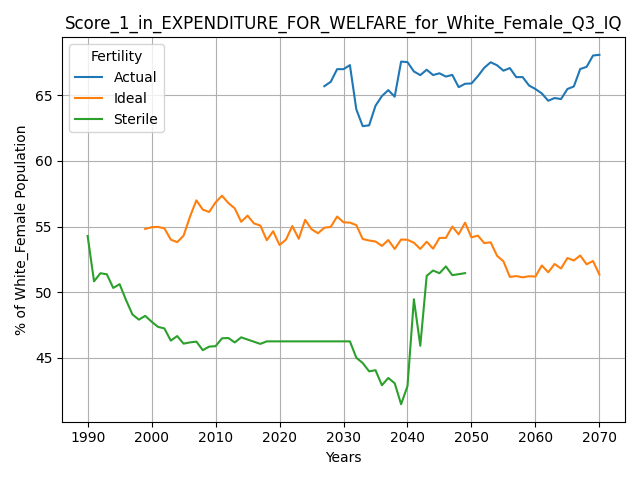 Score_1_in_EXPENDITURE_FOR_WELFARE_for_White_Female_Q3_IQ
Fertility
Actual
Ideal
Sterile
% of White_Female Population
65
60
55
50
45
1990 2000 2010 2020 2030 2040 2050 2060 2070
Years